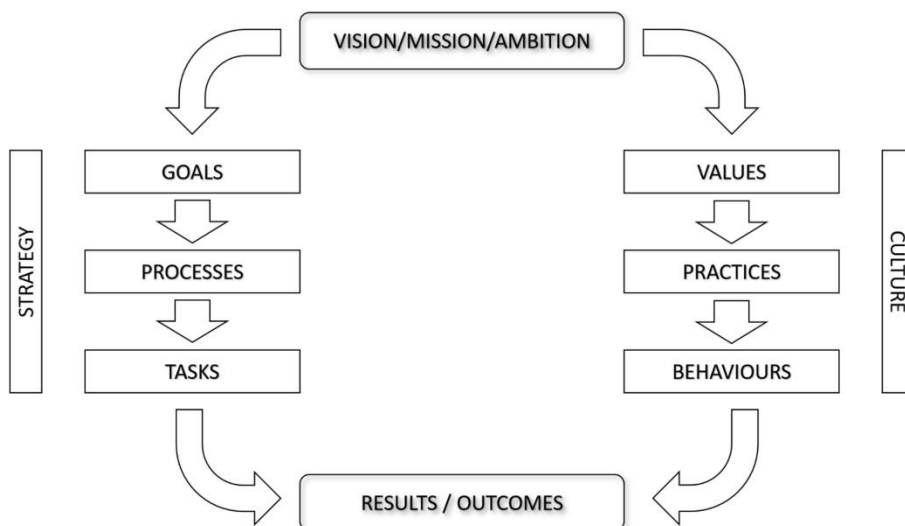 VISION/MISSION/AMBITION
STRATEGY
GOALS
PROCESSES
TASKS
VALUES
PRACTICES
BEHAVIOURS
CULTURE
RESULTS / OUTCOMES